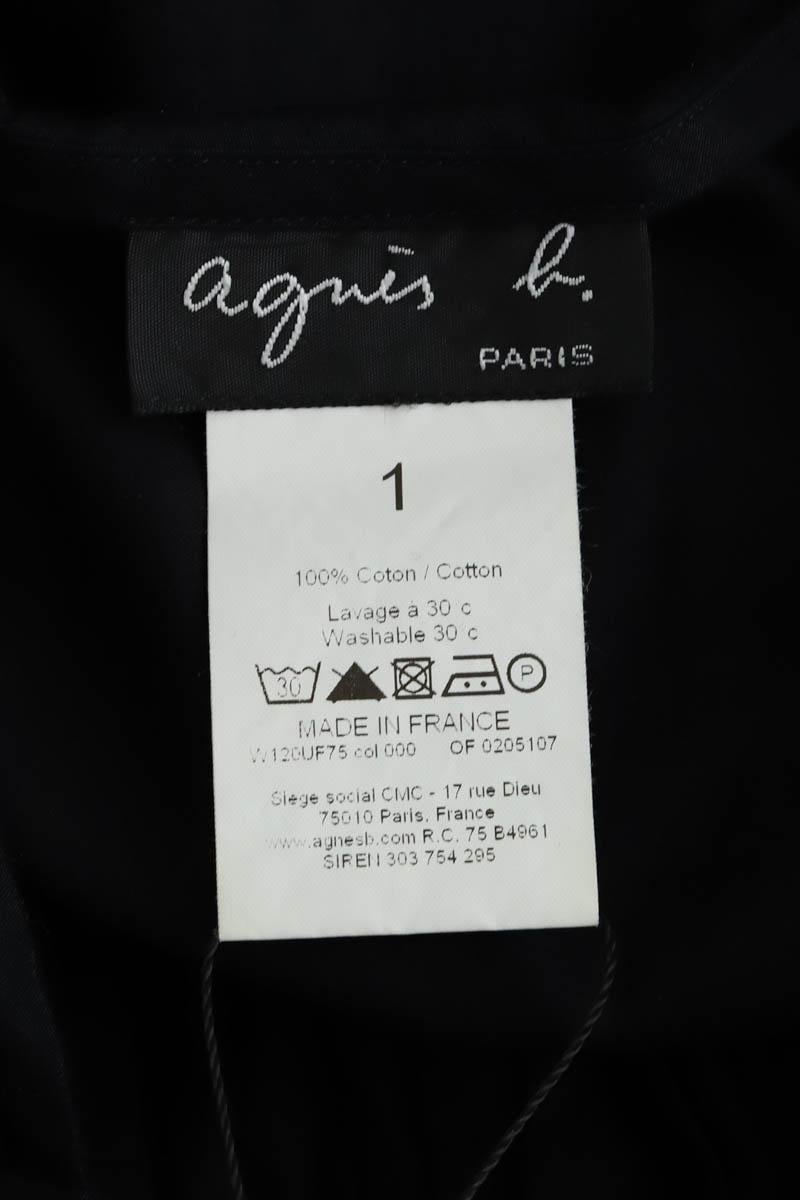 agnès b.
PARIS
1
100% Coton / Cotton
Lavage à 30 c
Washable 30 c
30 P
MADE IN FRANCE
W120UF75 col 000 OF 0205107
Siege social CMC - 17 rue Dieu
75010 Paris, France
www.agnesb.com R.C. 75 B4961
SIREN 303 754 295